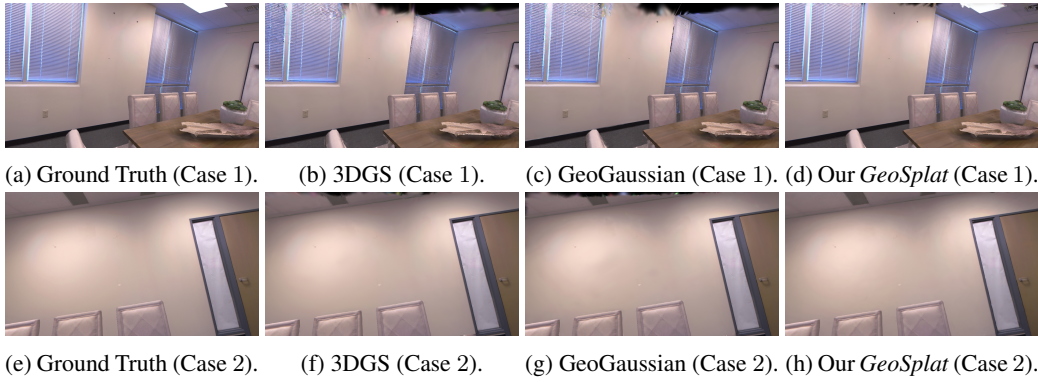 (a) Ground Truth (Case 1). (b) 3DGS (Case 1). (c) GeoGaussian (Case 1). (d) Our GeoSplat (Case 1).
(e) Ground Truth (Case 2). (f) 3DGS (Case 2). (g) GeoGaussian (Case 2). (h) Our GeoSplat (Case 2).